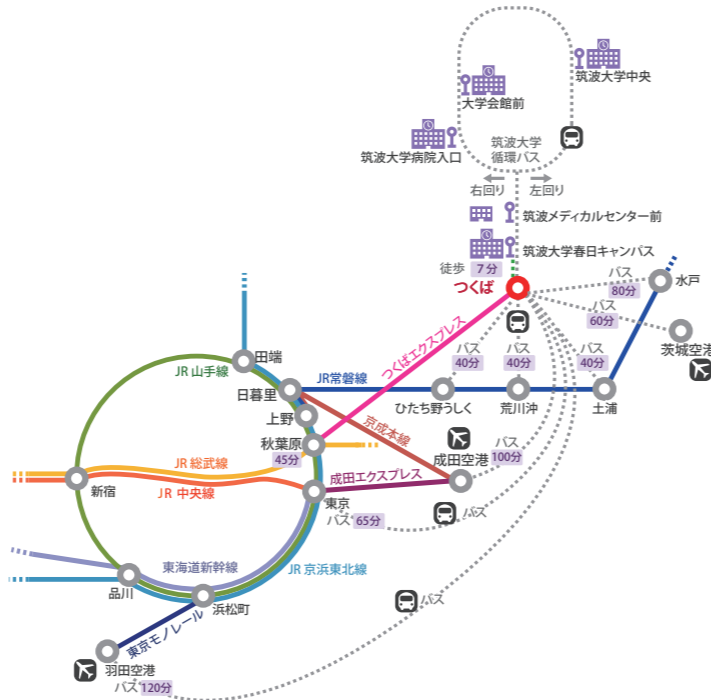 筑波大学中央
大学会館前
筑波大学病院入口
筑波大学
循環バス
右回り
左回り
筑波メディカルセンター前
筑波大学春日キャンパス
徒歩 7分
つくば
バス
80分
水戸
バス
60分
茨城空港
つくばエクスプレス
バス
40分
バス
40分
バス
40分
JR山手線
田端
日暮里
JR常磐線
ひたち野うしく
荒川沖
土浦
上野
京成本線
秋葉原
45分
成田空港
バス
100分
JR 総武線
JR 中央線
新宿
成田エクスプレス
東京
バス 65分
バス
東海道新幹線
JR 京浜東北線
品川
浜松町
バス
東京モノレール
羽田空港
バス 120分